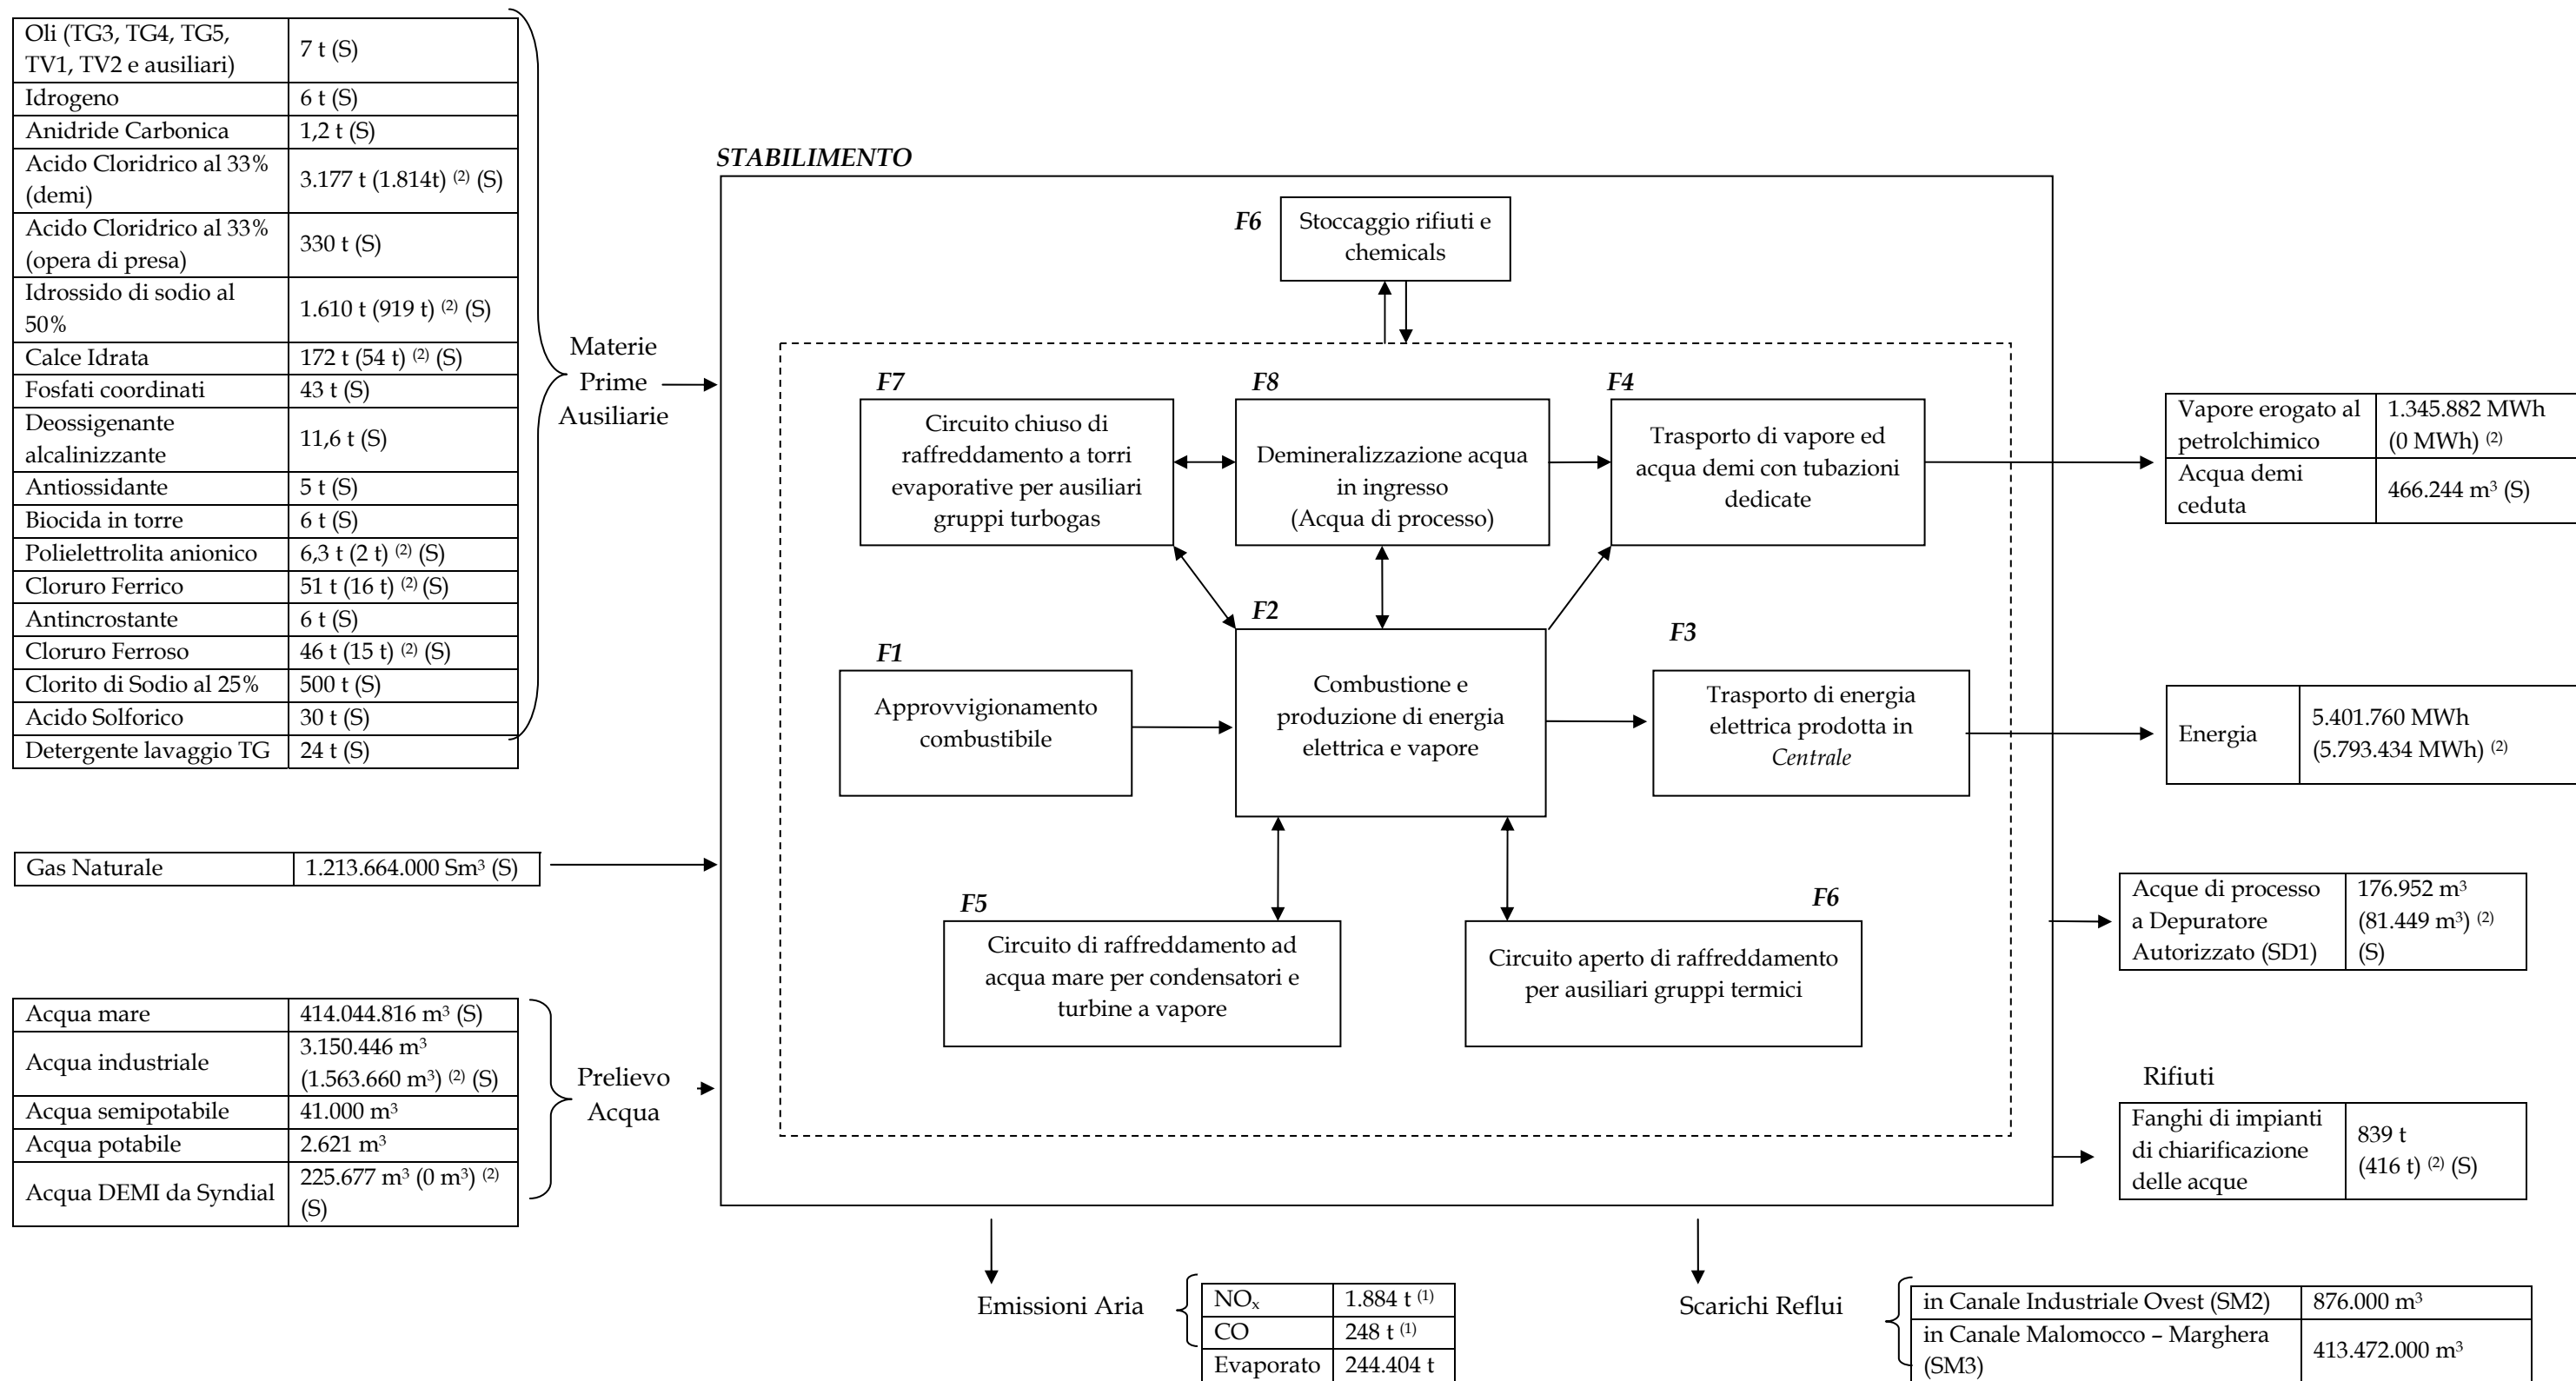 Oli (TG3, TG4, TG5,
TV1, TV2 e ausiliari)
7 t (S)
Idrogeno
6 t (S)
Anidride Carbonica
1,2 t (S)
Acido Cloridrico al 33%
(demi)
3.177 t (1.814t) (2) (S)
Acido Cloridrico al 33%
(opera di presa)
330 t (S)
Idrossido di sodio al
50%
1.610 t (919 t) (2) (S)
Calce Idrata
172 t (54 t) (2) (S)
Fosfati coordinati
43 t (S)
Deossigenante
alcalinizzante
11,6 t (S)
Antiossidante
5 t (S)
Biocida in torre
6 t (S)
Polielettrolita anionico
6,3 t (2 t) (2) (S)
Cloruro Ferrico
51 t (16 t) (2) (S)
Antincrostante
6 t (S)
Cloruro Ferroso
46 t (15 t) (2) (S)
Clorito di Sodio al 25%
500 t (S)
Acido Solforico
30 t (S)
Detergente lavaggio TG
24 t (S)
Materie
Prime
Ausiliarie
Gas Naturale
1.213.664.000 Sm³ (S)
Acqua mare
414.044.816 m³ (S)
Acqua industriale
3.150.446 m³
(1.563.660 m³) (2) (S)
Acqua semipotabile
41.000 m³
Acqua potabile
2.621 m³
Acqua DEMI da Syndial
225.677 m³ (0 m³) (2)
(S)
Prelievo
Acqua
STABILIMENTO
F6
Stoccaggio rifiuti e
chemicals
F7
Circuito chiuso di
raffreddamento a torri
evaporative per ausiliari
gruppi turbogas
F8
Demineralizzazione acqua
in ingresso
(Acqua di processo)
F4
Trasporto di vapore ed
acqua demi con tubazioni
dedicate
F1
Approvvigionamento
combustibile
F2
Combustione e
produzione di energia
elettrica e vapore
F3
Trasporto di energia
elettrica prodotta in
Centrale
F5
Circuito di raffreddamento ad
acqua mare per condensatori e
turbine a vapore
F6
Circuito aperto di raffreddamento
per ausiliari gruppi termici
Vapore erogato al
petrolchimico
1.345.882 MWh
(0 MWh) (2)
Acqua demi
ceduta
466.244 m³ (S)
Energia
5.401.760 MWh
(5.793.434 MWh) (2)
Acque di processo
a Depuratore
Autorizzato (SD1)
176.952 m³
(81.449 m³) (2)
(S)
Rifiuti
Fanghi di impianti
di chiarificazione
delle acque
839 t
(416 t) (2) (S)
Emissioni Aria
NOx
1.884 t (1)
CO
248 t (1)
Evaporato
244.404 t
Scarichi Reflui
in Canale Industriale Ovest (SM2)
876.000 m³
in Canale Malomocco – Marghera
(SM3)
413.472.000 m³